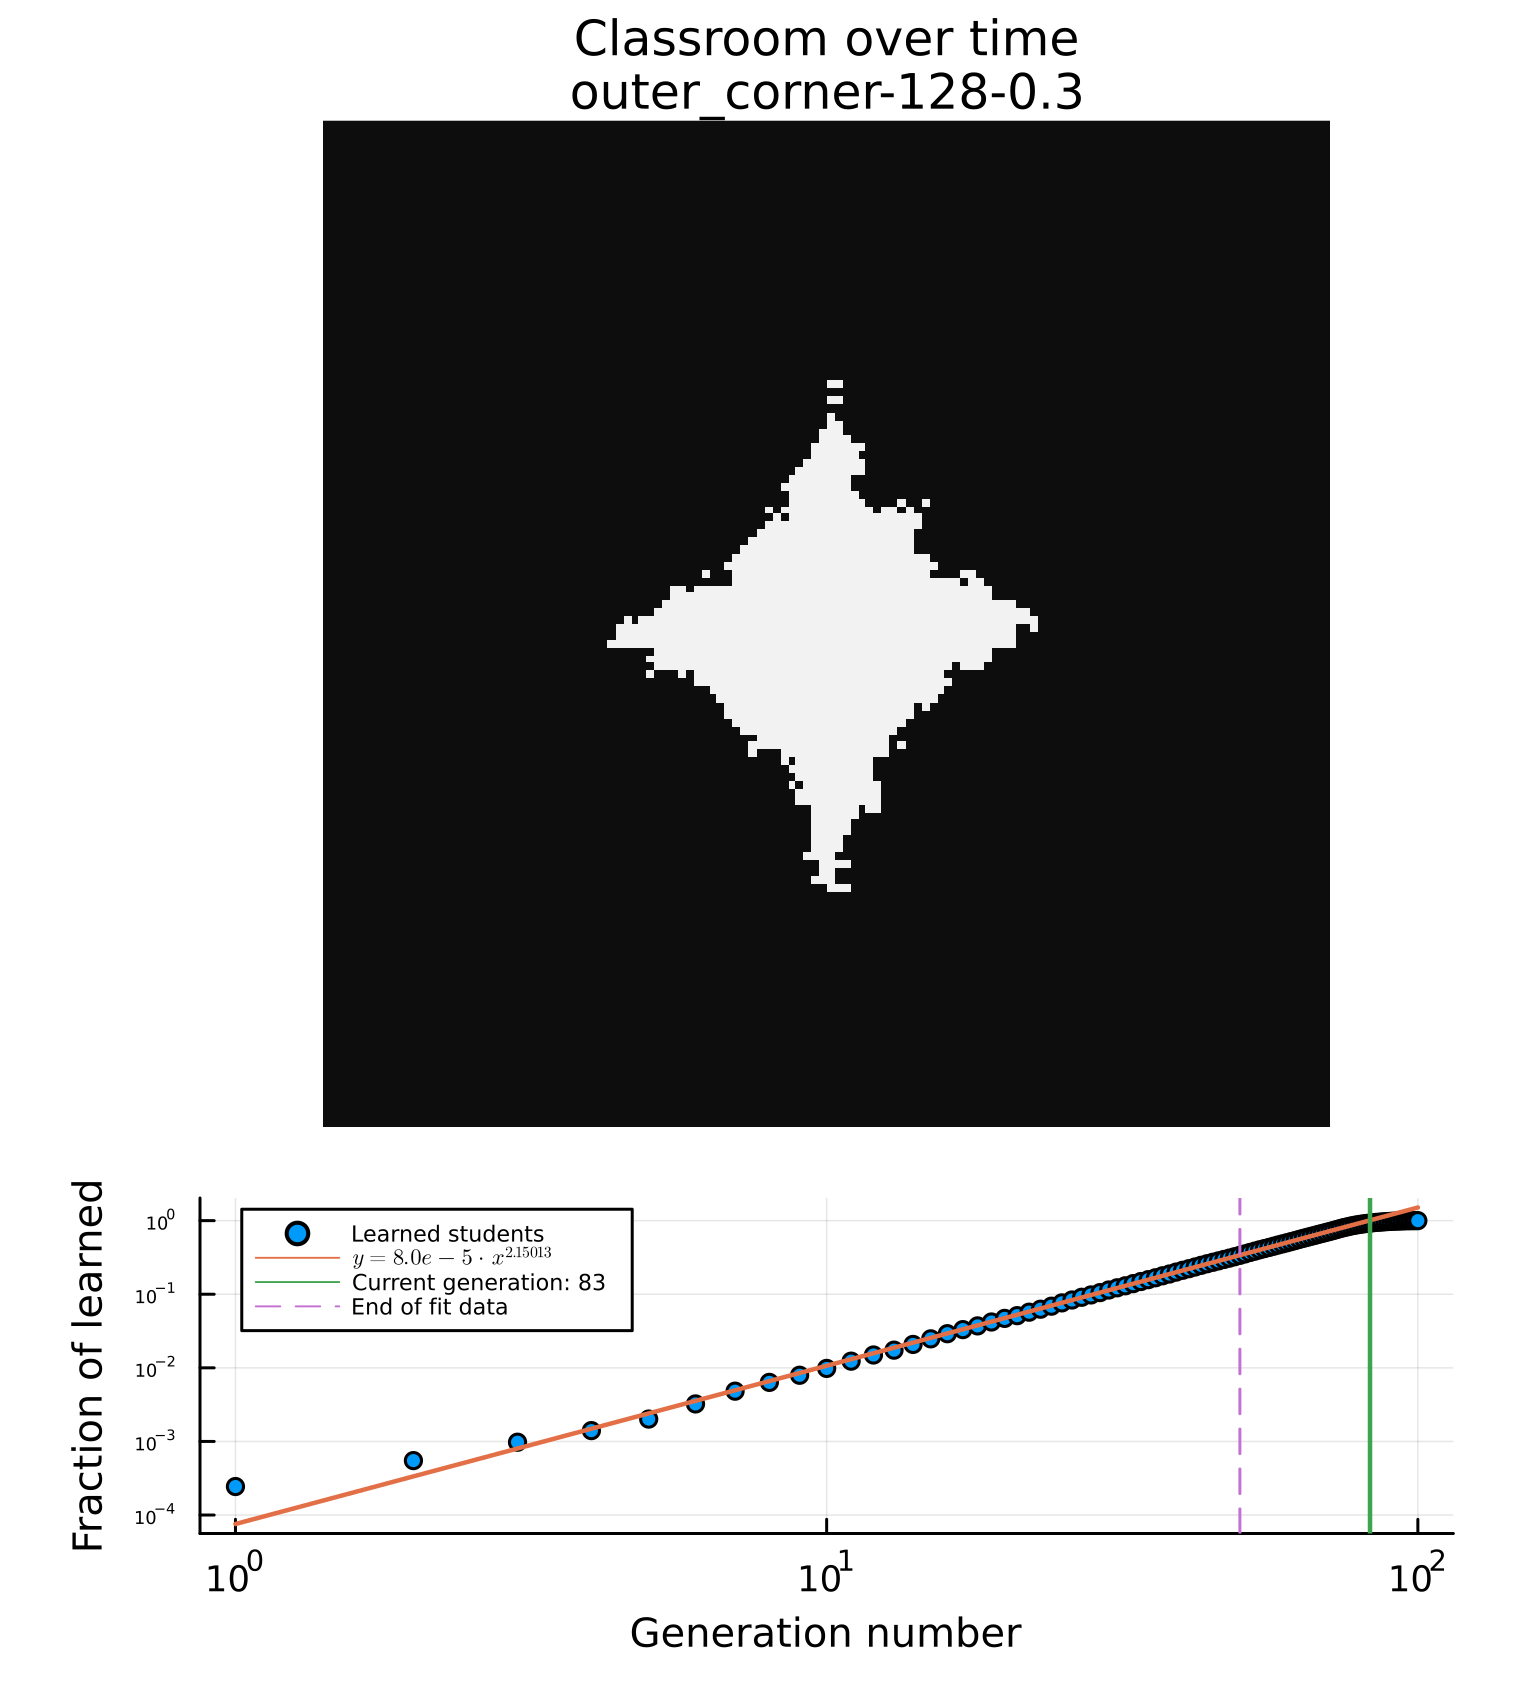 Classroom over time
outer_corner-128-0.3
Fraction of learned
10^0
10^-1
10^-2
10^-3
10^-4
Learned students
y = 8.0e − 5 · x^2.15013
Current generation: 83
End of fit data
10^0 10^1 10^2
Generation number